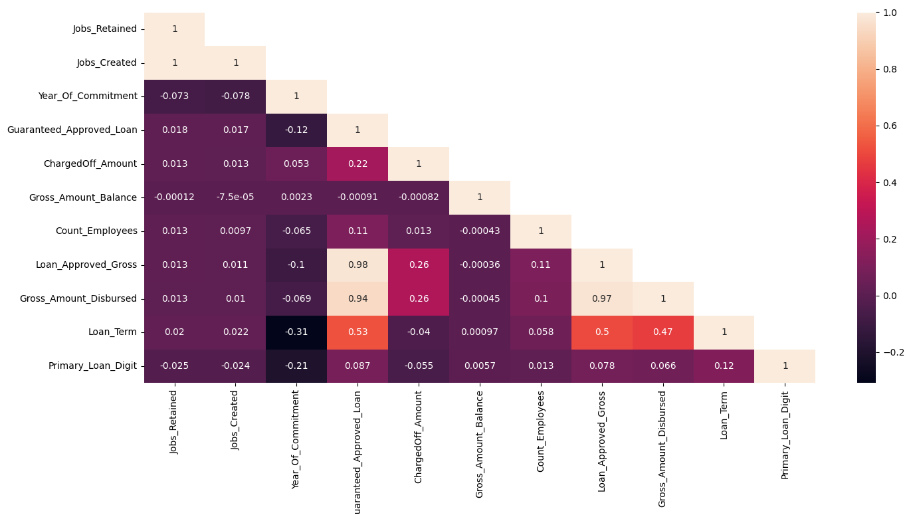 Jobs_Retained 1
Jobs_Created 1 1
Year_Of_Commitment -0.073 -0.078 1
Guaranteed_Approved_Loan 0.018 0.017 -0.12 1
ChargedOff_Amount 0.013 0.013 0.053 0.22 1
Gross_Amount_Balance -0.00012 -7.5e-05 0.0023 -0.00091 -0.00082 1
Count_Employees 0.013 0.0097 -0.065 0.11 0.013 -0.00043 1
Loan_Approved_Gross 0.013 0.011 -0.1 0.98 0.26 -0.00036 0.11 1
Gross_Amount_Disbursed 0.013 0.01 -0.069 0.94 0.26 -0.00045 0.1 0.97 1
Loan_Term 0.02 0.022 -0.31 0.53 -0.04 0.00097 0.058 0.5 0.47 1
Primary_Loan_Digit -0.025 -0.024 -0.21 0.087 -0.055 0.0057 0.013 0.078 0.066 0.12 1
Jobs_Retained
Jobs_Created
Year_Of_Commitment
uaranteed_Approved_Loan
ChargedOff_Amount
Gross_Amount_Balance
Count_Employees
Loan_Approved_Gross
Gross_Amount_Disbursed
Loan_Term
Primary_Loan_Digit
1.0
0.8
0.6
0.4
0.2
0.0
−0.2